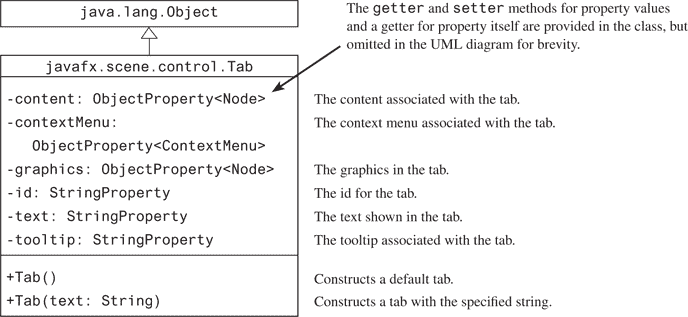 java.lang.Object
The getter and setter methods for property values
and a getter for property itself are provided in the class, but
omitted in the UML diagram for brevity.
javafx.scene.control.Tab
-content: ObjectProperty<Node>
The content associated with the tab.
-contextMenu:
The context menu associated with the tab.
ObjectProperty<ContextMenu>
-graphics: ObjectProperty<Node>
The graphics in the tab.
-id: StringProperty
The id for the tab.
-text: StringProperty
The text shown in the tab.
-tooltip: StringProperty
The tooltip associated with the tab.
+Tab()
Constructs a default tab.
+Tab(text: String)
Constructs a tab with the specified string.